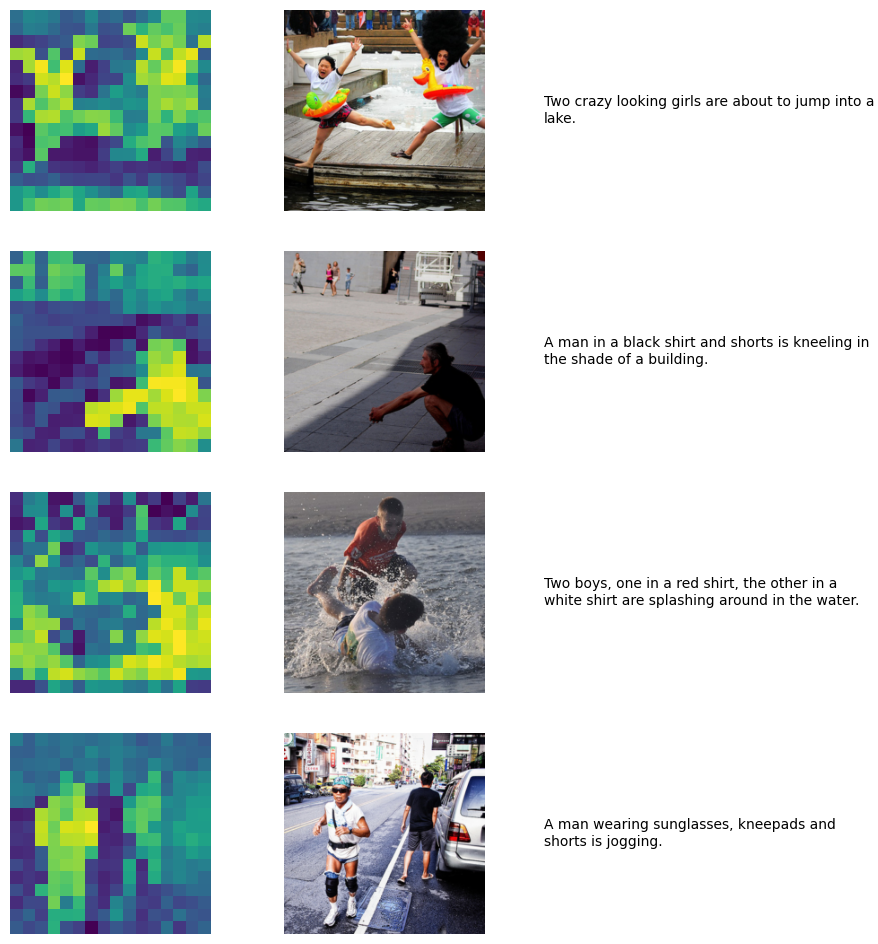 Two crazy looking girls are about to jump into a
lake.
A man in a black shirt and shorts is kneeling in
the shade of a building.
Two boys, one in a red shirt, the other in a
white shirt are splashing around in the water.
A man wearing sunglasses, kneepads and
shorts is jogging.